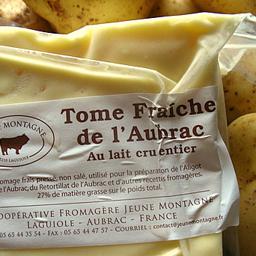 MONTAGNE
LAGUIOLE
Tome Fraîche
de l'Aubrac
Au lait cru entier
omage frais pressé, non salé, utilisé pour la préparation de l'Aligot
de l'Aubrac, du Retortillat de l'Aubrac et d'autres recettes fromagères.
27% de matière grasse sur le poids total.
OOPÉRATIVE FROMAGÈRE JEUNE MONTAGNE
LAGUIOLE - AUBRAC - FRANCE
05 65 44 35 54 - FAX : 05 65 44 47 57 - COURRIEL : contact@jeunemontagne.fr